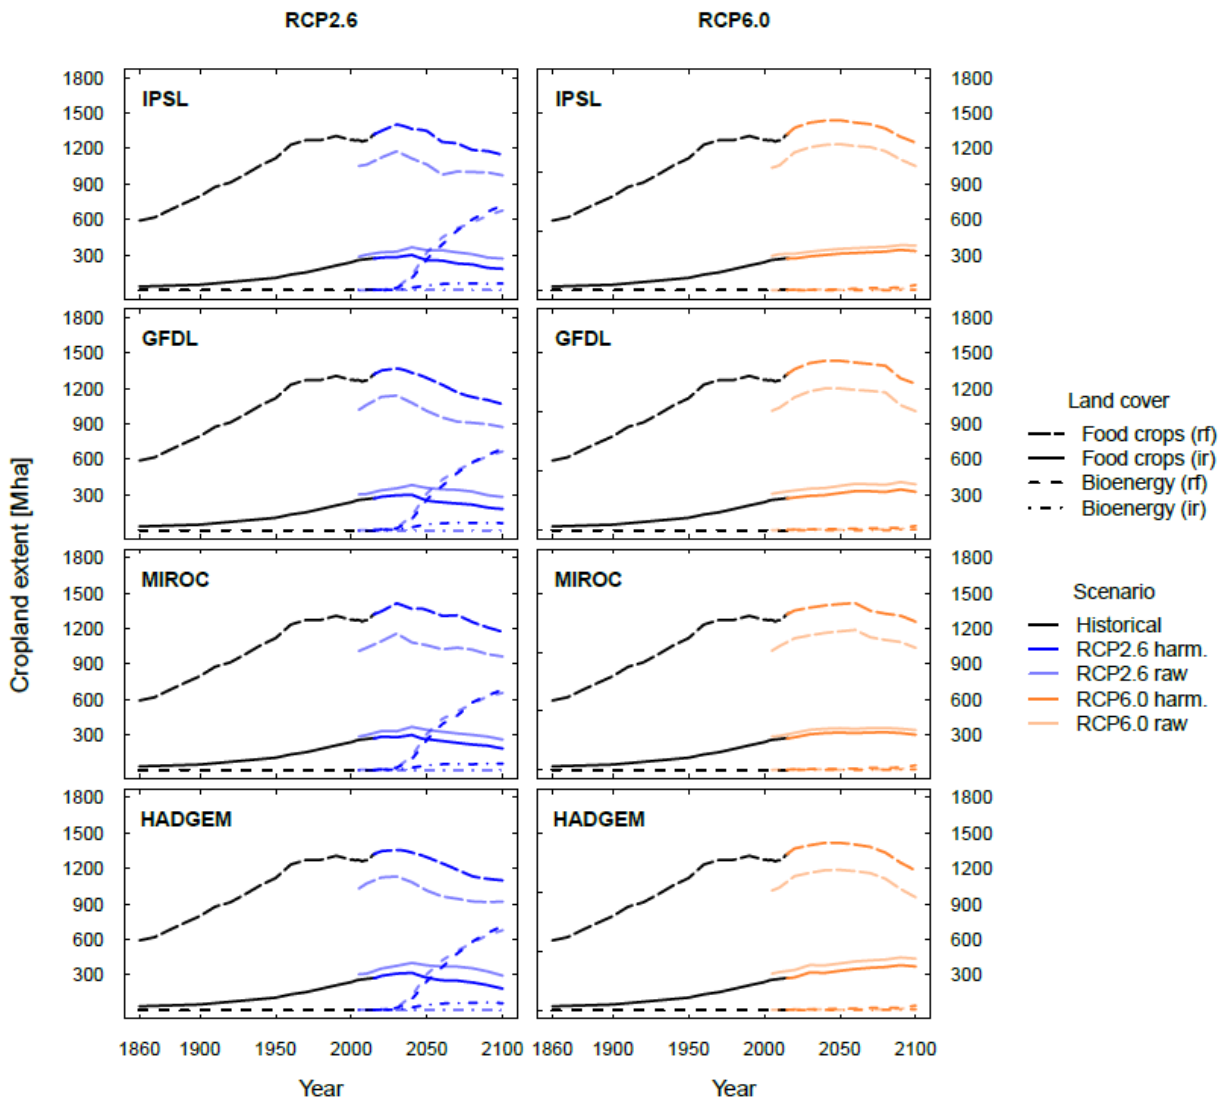 RCP2.6 RCP6.0
1800 IPSL IPSL 1800
1500 1500
1200 1200
900 900
600 600
300 300
1800 GFDL GFDL 1800
1500 1500
1200 1200
900 900
600 600
300 300
1800 MIROC MIROC 1800
1500 1500
1200 1200
900 900
600 600
300 300
1800 HADGEM HADGEM 1800
1500 1500
1200 1200
900 900
600 600
300 300
1860 1900 1950 2000 2050 2100 1860 1900 1950 2000 2050 2100
Year Year
Cropland extent [Mha]
Land cover
Food crops (rf)
Food crops (ir)
Bioenergy (rf)
Bioenergy (ir)
Scenario
Historical
RCP2.6 harm.
RCP2.6 raw
RCP6.0 harm.
RCP6.0 raw